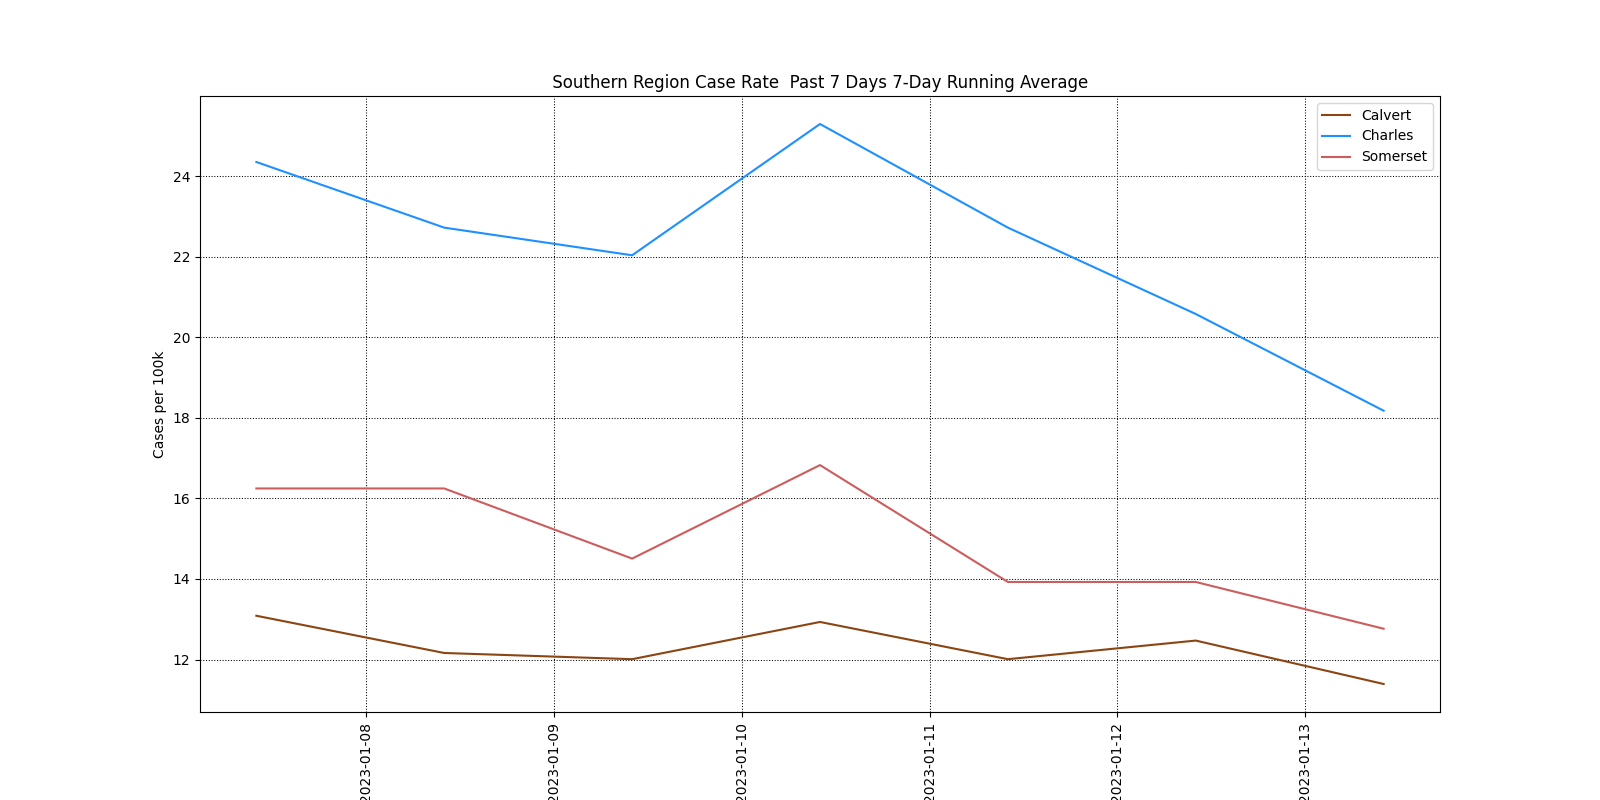 Southern Region Case Rate  Past 7 Days 7-Day Running Average
Calvert
Charles
Somerset
Cases per 100k
24
22
20
18
16
14
12
2023-01-08
2023-01-09
2023-01-10
2023-01-11
2023-01-12
2023-01-13